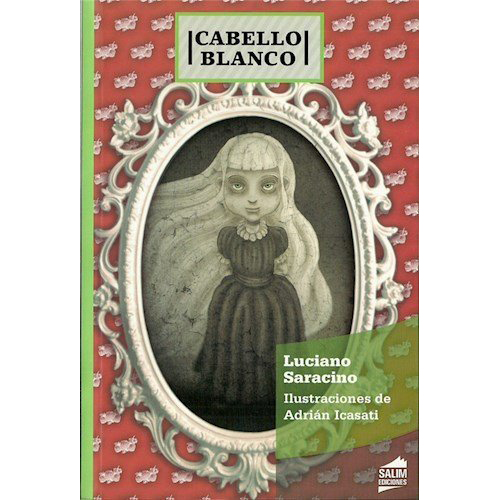 CABELLO
BLANCO
Luciano
Saracino
Ilustraciones de
Adrián Icasati
SALIM
EDICIONES